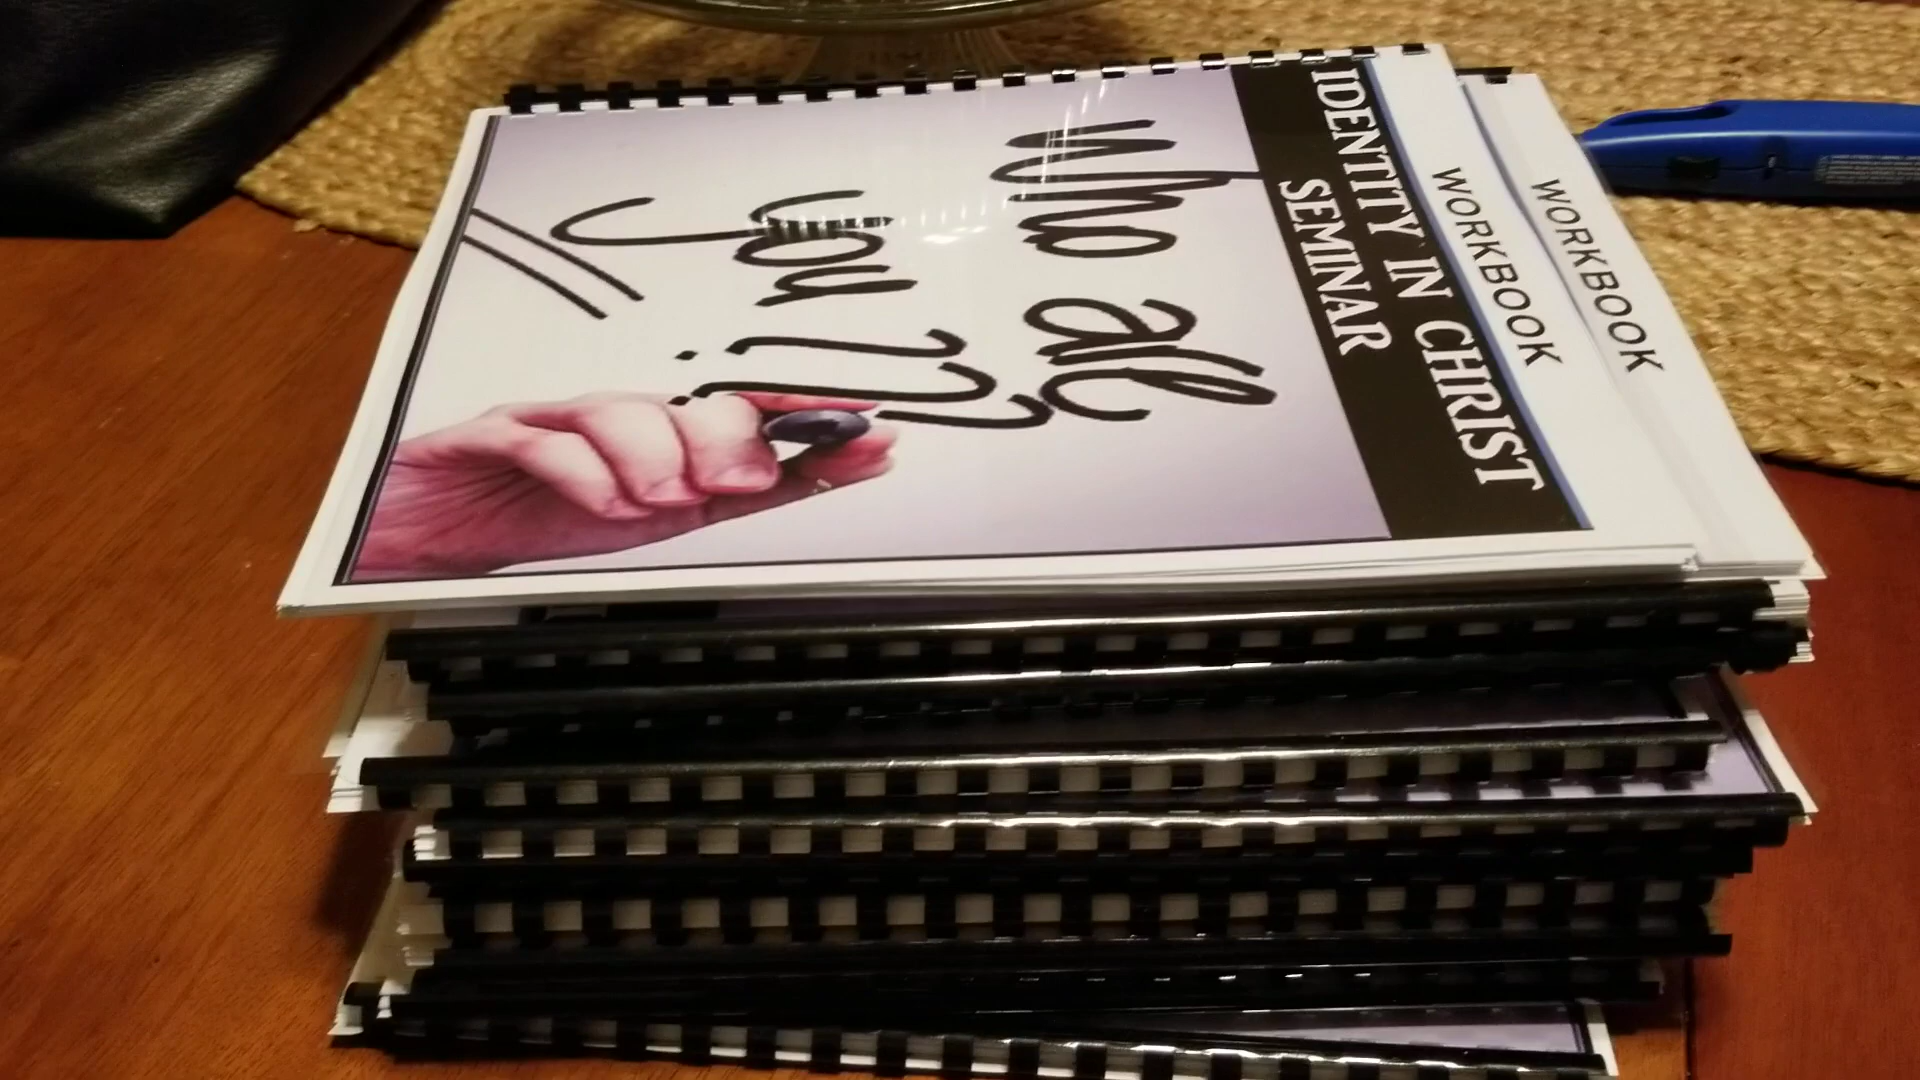 WORKBOOK
WORKBOOK
IDENTITY IN CHRIST
SEMINAR
Who are
you???